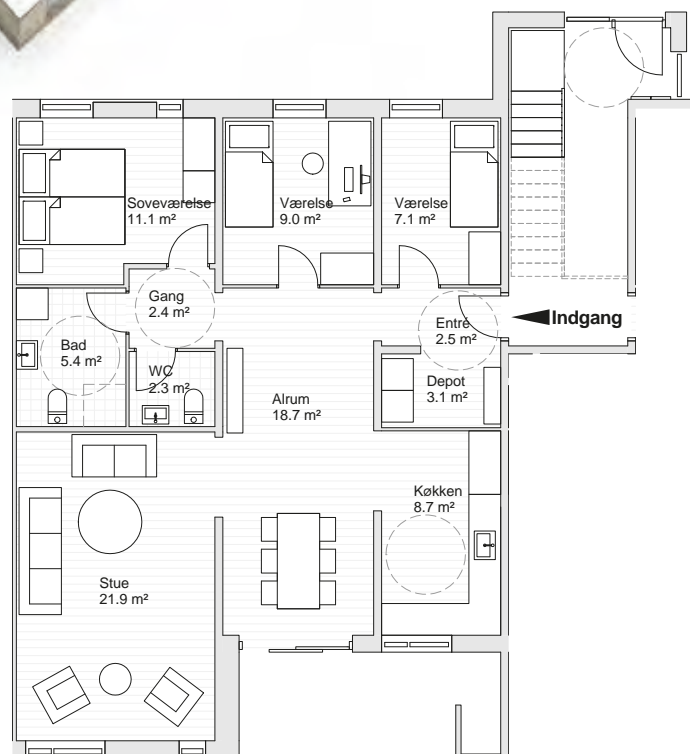 Soveværelse
11.1 m²
Værelse
9.0 m²
Værelse
7.1 m²
Gang
2.4 m²
Entré
2.5 m²
Indgang
Bad
5.4 m²
WC
2.3 m²
Alrum
18.7 m²
Depot
3.1 m²
Køkken
8.7 m²
Stue
21.9 m²